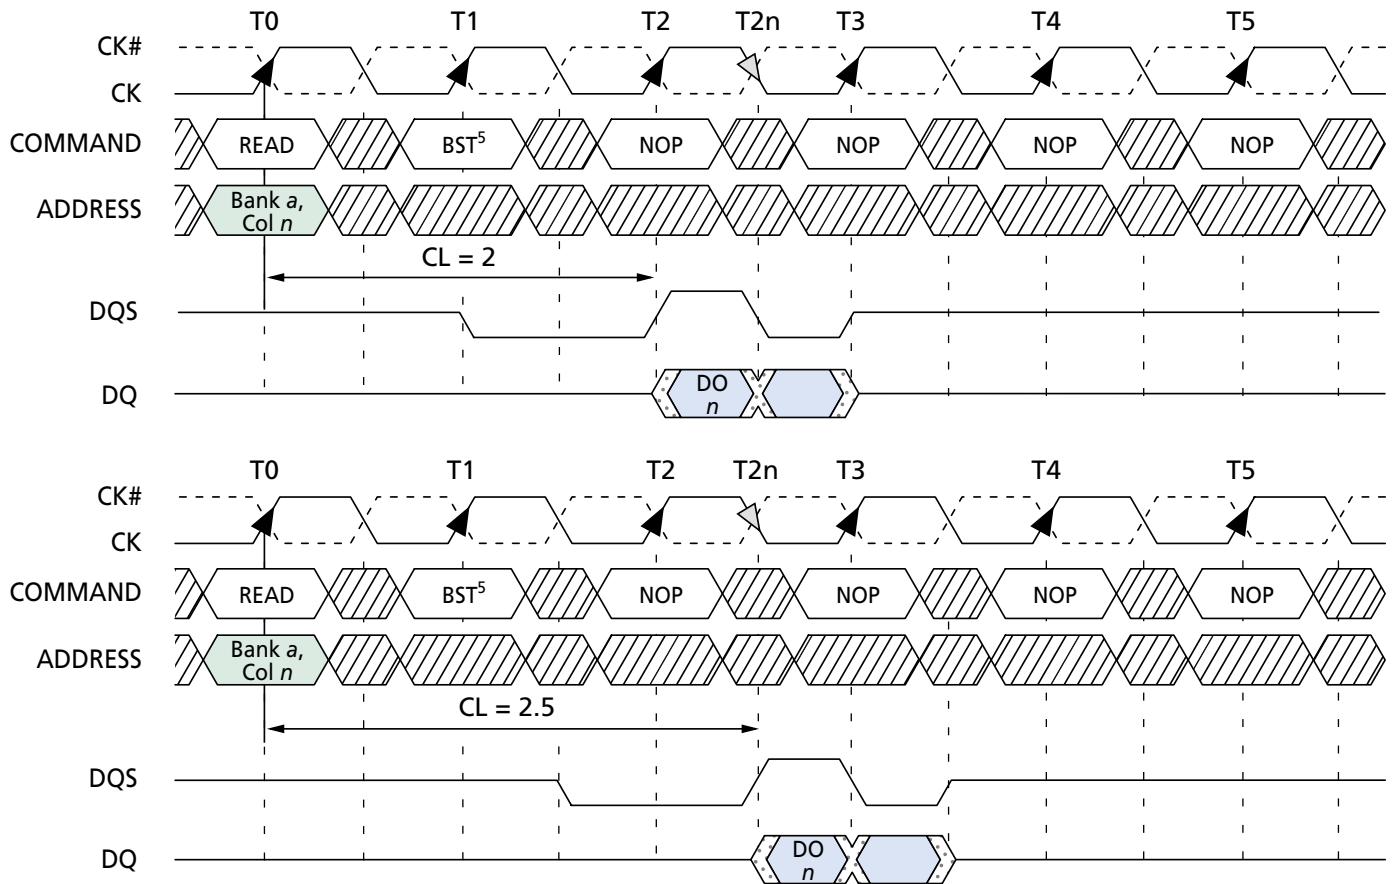 T0 T1 T2 T2n T3 T4 T5
CK#
CK
COMMAND READ BST5 NOP NOP NOP NOP
ADDRESS Bank a,
Col n
CL = 2
DQS
DQ DO
n
T0 T1 T2 T2n T3 T4 T5
CK#
CK
COMMAND READ BST5 NOP NOP NOP NOP
ADDRESS Bank a,
Col n
CL = 2.5
DQS
DQ DO
n